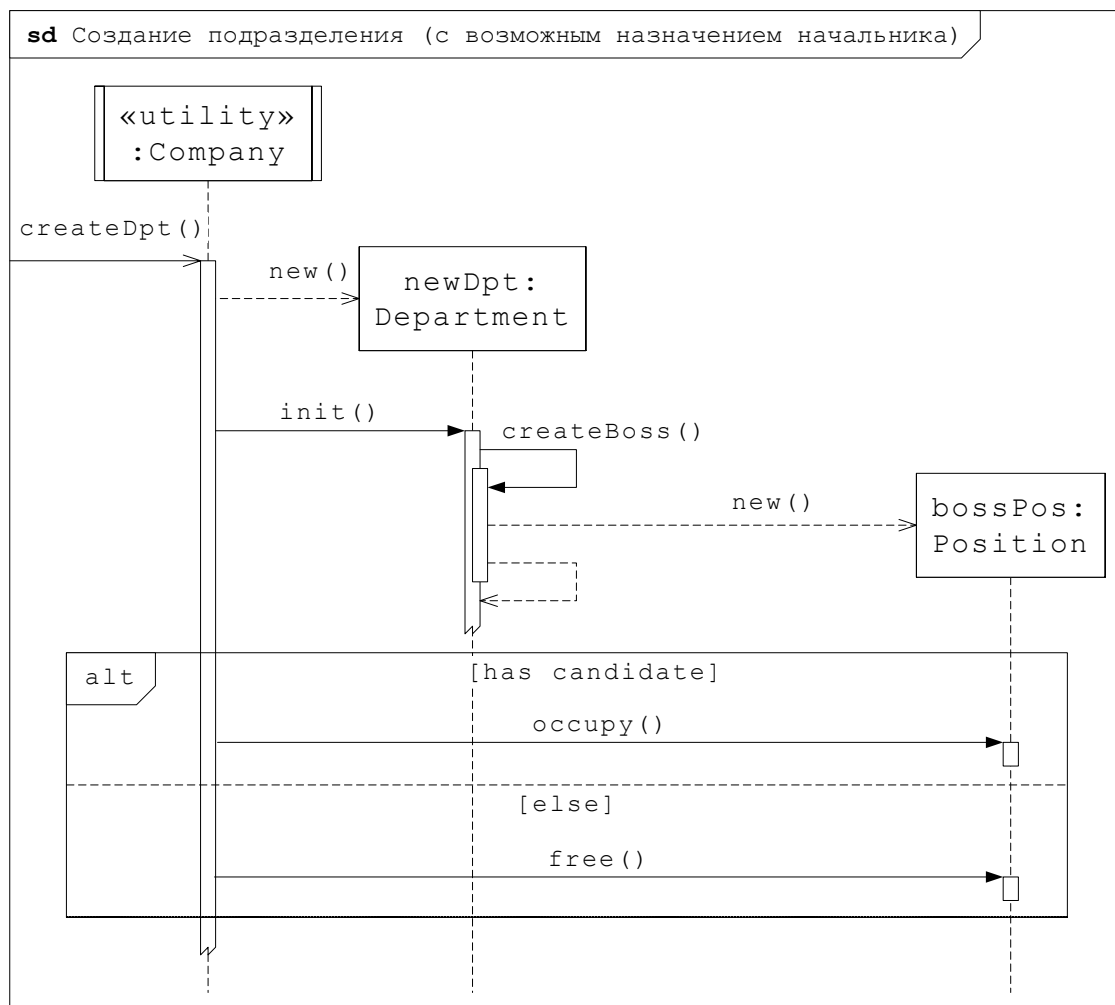 sd Создание подразделения (с возможным назначением начальника)
«utility»
:Company
createDpt()
new()
newDpt:
Department
init()
createBoss()
new()
bossPos:
Position
alt
[has candidate]
occupy()
[else]
free()